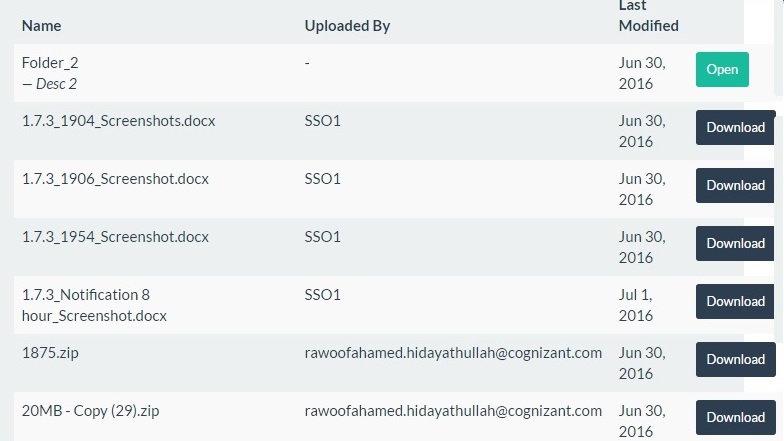 Last
Name Uploaded By Modified
Folder_2 - Jun 30, Open
— Desc 2 2016
1.7.3_1904_Screenshots.docx SSO1 Jun 30, Download
2016
1.7.3_1906_Screenshot.docx SSO1 Jun 30, Download
2016
1.7.3_1954_Screenshot.docx SSO1 Jun 30, Download
2016
1.7.3_Notification 8 SSO1 Jul 1, Download
hour_Screenshot.docx 2016
1875.zip rawoofahamed.hidayathullah@cognizant.com Jun 30, Download
2016
20MB - Copy (29).zip rawoofahamed.hidayathullah@cognizant.com Jun 30, Download
2016